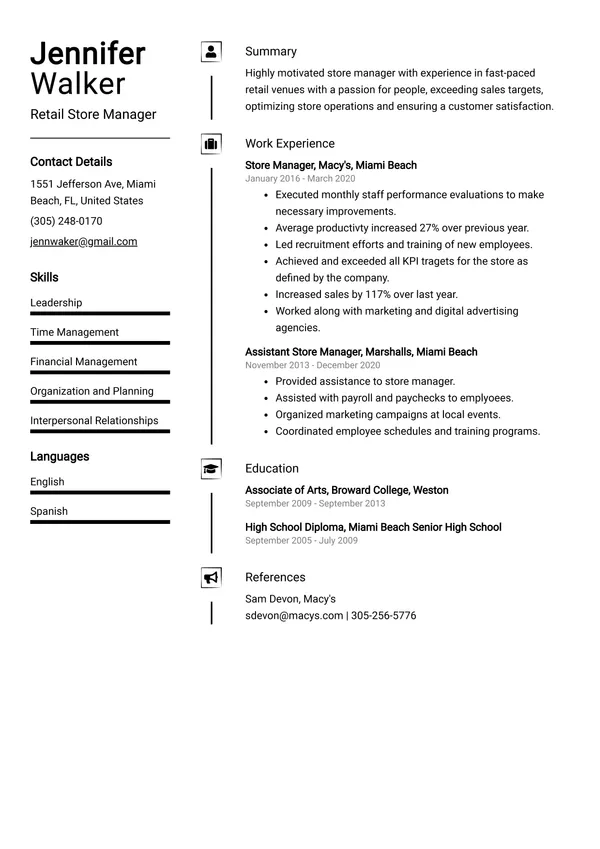 Jennifer
Walker
Retail Store Manager
Contact Details
1551 Jefferson Ave, Miami
Beach, FL, United States
(305) 248-0170
jennwaker@gmail.com
Skills
Leadership
Time Management
Financial Management
Organization and Planning
Interpersonal Relationships
Languages
English
Spanish
Summary
Highly motivated store manager with experience in fast-paced
retail venues with a passion for people, exceeding sales targets,
optimizing store operations and ensuring a customer satisfaction.
Work Experience
Store Manager, Macy's, Miami Beach
January 2016 - March 2020
• Executed monthly staff performance evaluations to make
necessary improvements.
• Average productivty increased 27% over previous year.
• Led recruitment efforts and training of new employees.
• Achieved and exceeded all KPI tragets for the store as
defined by the company.
• Increased sales by 117% over last year.
• Worked along with marketing and digital advertising
agencies.
Assistant Store Manager, Marshalls, Miami Beach
November 2013 - December 2020
• Provided assistance to store manager.
• Assisted with payroll and paychecks to emplyoees.
• Organized marketing campaigns at local events.
• Coordinated employee schedules and training programs.
Education
Associate of Arts, Broward College, Weston
September 2009 - September 2013
High School Diploma, Miami Beach Senior High School
September 2005 - July 2009
References
Sam Devon, Macy's
sdevon@macys.com | 305-256-5776